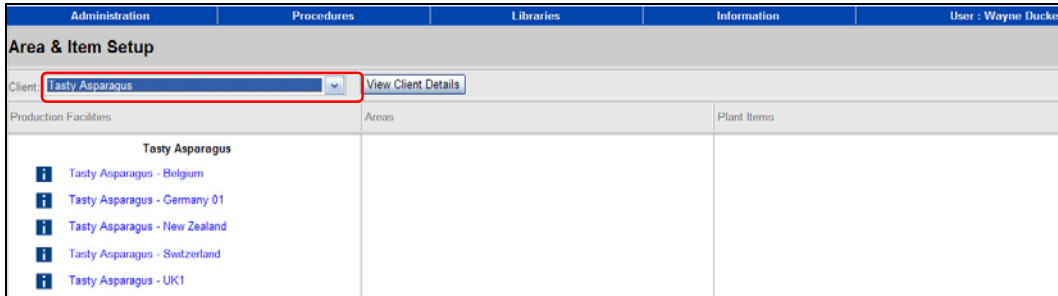 Administration Procedures Libraries Information User : Wayne Ducke
Area & Item Setup
Client: Tasty Asparagus View Client Details
Production Facilities Areas Plant Items
Tasty Asparagus
i Tasty Asparagus - Belgium
i Tasty Asparagus - Germany 01
i Tasty Asparagus - New Zealand
i Tasty Asparagus - Switzerland
i Tasty Asparagus - UK1